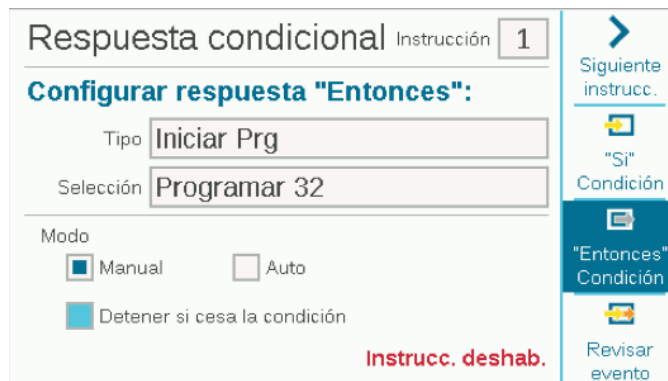 Respuesta condicional Instrucción 1
Configurar respuesta "Entonces":
Tipo Iniciar Prg
Selección Programar 32
Modo
Manual Auto
Detener si cesa la condición
Instrucc. deshab.
Siguiente
instrucc.
"Si"
Condición
"Entonces"
Condición
Revisar
evento